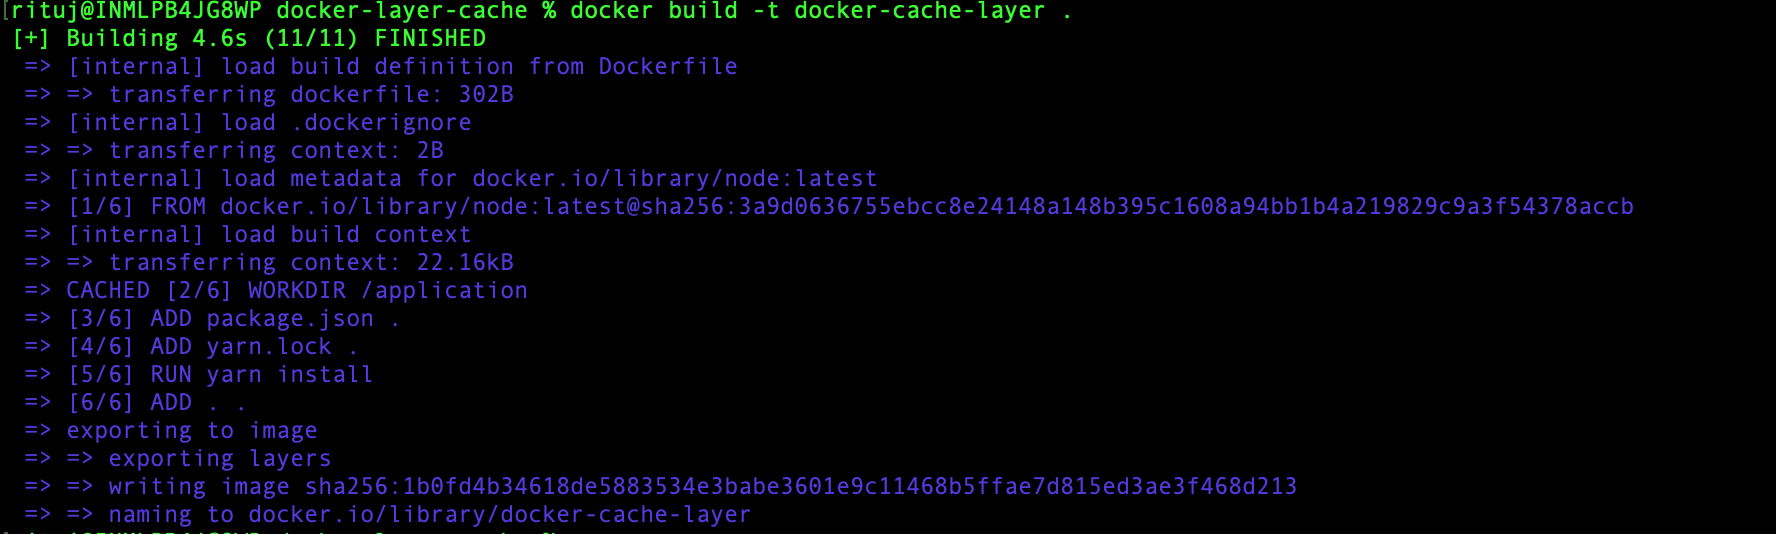 [rituj@INMLPB4JG8WP docker-layer-cache % docker build -t docker-cache-layer .
[+] Building 4.6s (11/11) FINISHED
=> [internal] load build definition from Dockerfile
=> => transferring dockerfile: 302B
=> [internal] load .dockerignore
=> => transferring context: 2B
=> [internal] load metadata for docker.io/library/node:latest
=> [1/6] FROM docker.io/library/node:latest@sha256:3a9d0636755ebcc8e24148a148b395c1608a94bb1b4a219829c9a3f54378accb
=> [internal] load build context
=> => transferring context: 22.16kB
=> CACHED [2/6] WORKDIR /application
=> [3/6] ADD package.json .
=> [4/6] ADD yarn.lock .
=> [5/6] RUN yarn install
=> [6/6] ADD . .
=> exporting to image
=> => exporting layers
=> => writing image sha256:1b0fd4b34618de5883534e3babe3601e9c11468b5ffae7d815ed3ae3f468d213
=> => naming to docker.io/library/docker-cache-layer